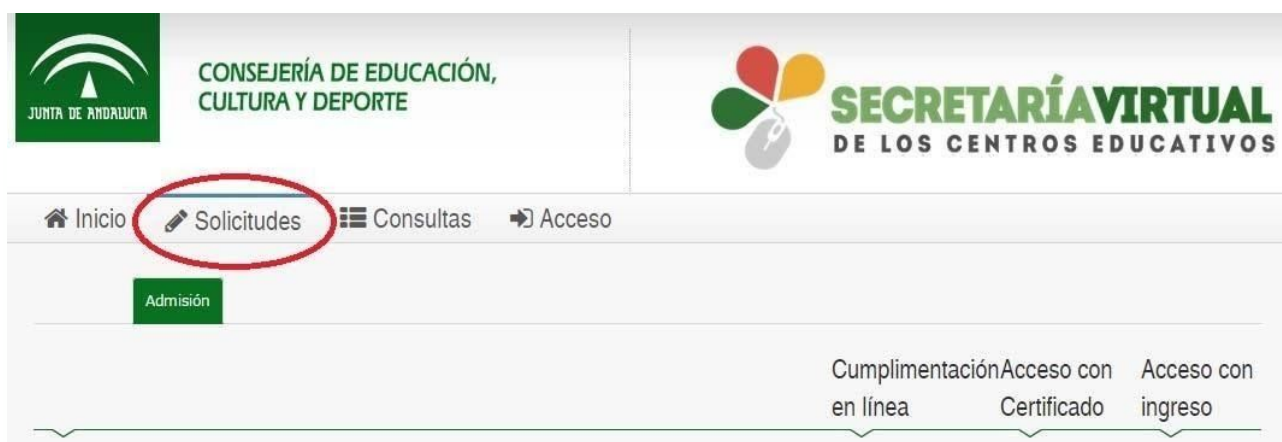 JUNTA DE ANDALUCIA
CONSEJERÍA DE EDUCACIÓN,
CULTURA Y DEPORTE
SECRETARÍAVIRTUAL
DE LOS CENTROS EDUCATIVOS
Inicio Solicitudes Consultas Acceso
Admisión
Cumplimentación Acceso con Acceso con
en línea Certificado ingreso